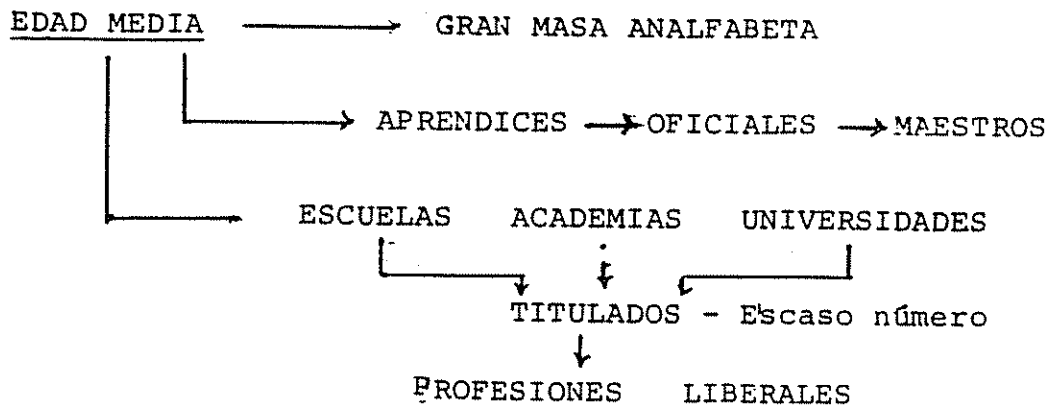 EDAD MEDIA GRAN MASA ANALFABETA
APRENDICES OFICIALES MAESTROS
ESCUELAS ACADEMIAS UNIVERSIDADES
TITULADOS - Escaso número
PROFESIONES LIBERALES